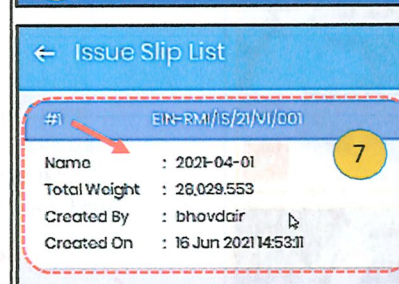 ← Issue Slip List
#1 EIN-RM/IS/21/VI/001
7
Name : 2021-04-01
Total Weight : 28,029.553
Created By : bhovdair
Created On : 16 Jun 2021 14:53:11